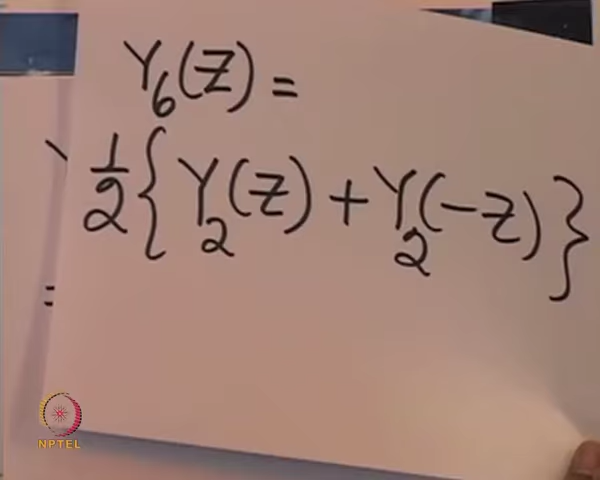 Y₆(Z) =
½{Y₂(Z) + Y₂(-Z)}
NPTEL